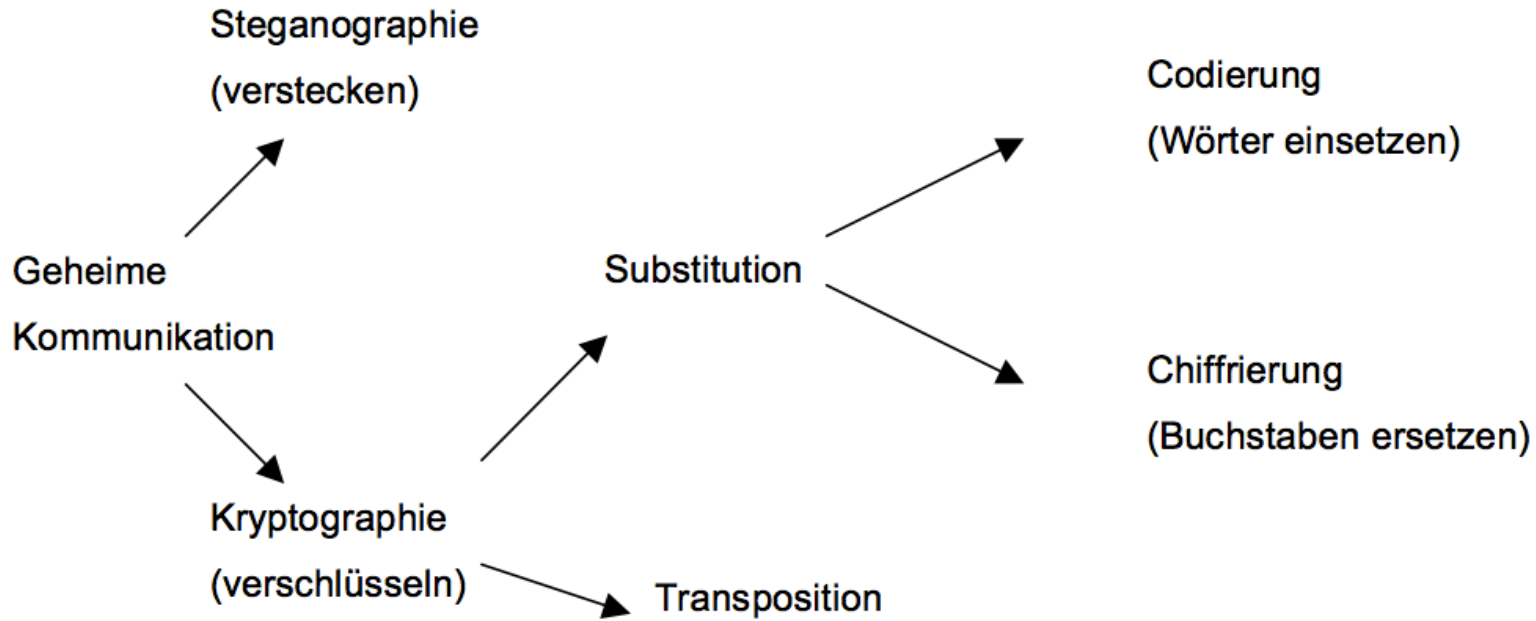 Steganographie
(verstecken)
Codierung
(Wörter einsetzen)
Geheime
Kommunikation
Substitution
Chiffrierung
(Buchstaben ersetzen)
Kryptographie
(verschlüsseln)
Transposition